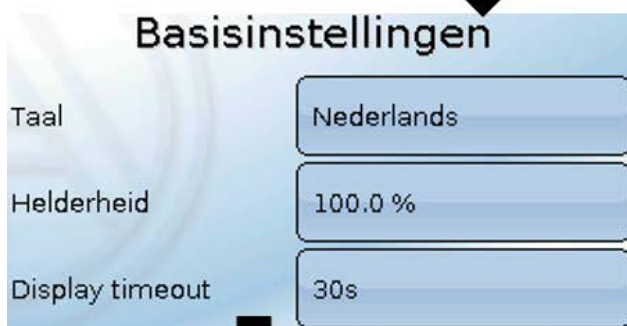 Basisinstellingen
Taal Nederlands
Helderheid 100.0 %
Display timeout 30s